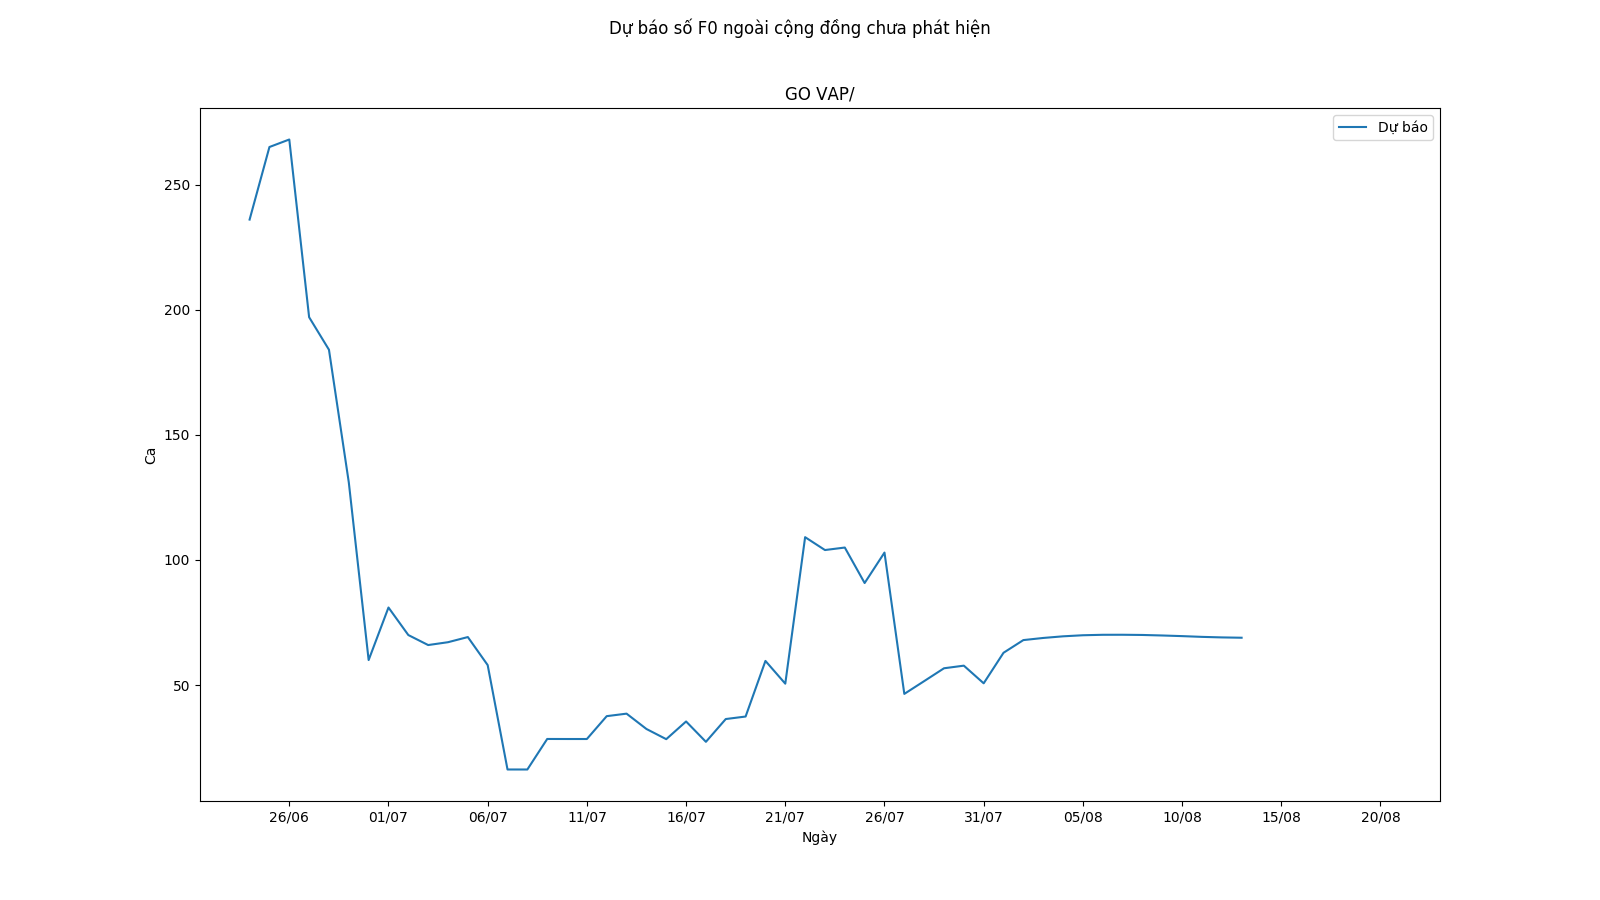 Dự báo số F0 ngoài cộng đồng chưa phát hiện
GO VAP/
Dự báo
250
200
150
100
50
Ca
26/06 01/07 06/07 11/07 16/07 21/07 26/07 31/07 05/08 10/08 15/08 20/08
Ngày